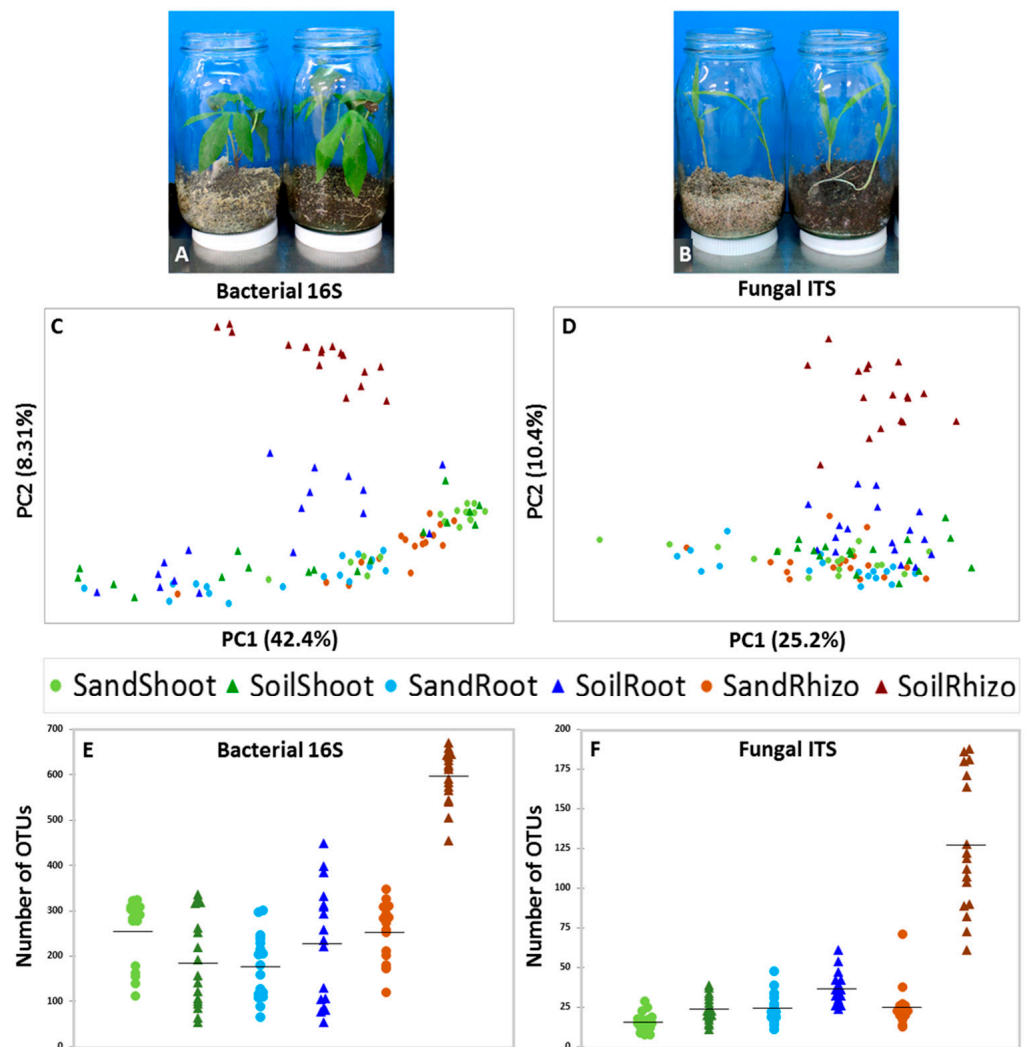 A
B
Bacterial 16S
Fungal ITS
C
D
PC2 (8.31%)
PC2 (10.4%)
PC1 (42.4%)
PC1 (25.2%)
SandShoot SoilShoot SandRoot SoilRoot SandRhizo SoilRhizo
E
Bacterial 16S
F
Fungal ITS
Number of OTUs
700
600
500
400
300
200
100
0
Number of OTUs
200
175
150
125
100
75
50
25
0